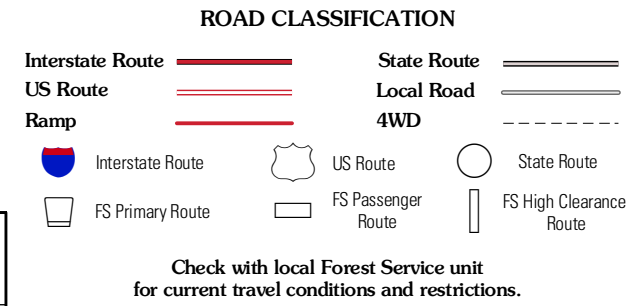 ROAD CLASSIFICATION
Interstate Route
State Route
US Route
Local Road
Ramp
4WD
Interstate Route
US Route
State Route
FS Primary Route
FS Passenger
Route
FS High Clearance
Route
Check with local Forest Service unit
for current travel conditions and restrictions.